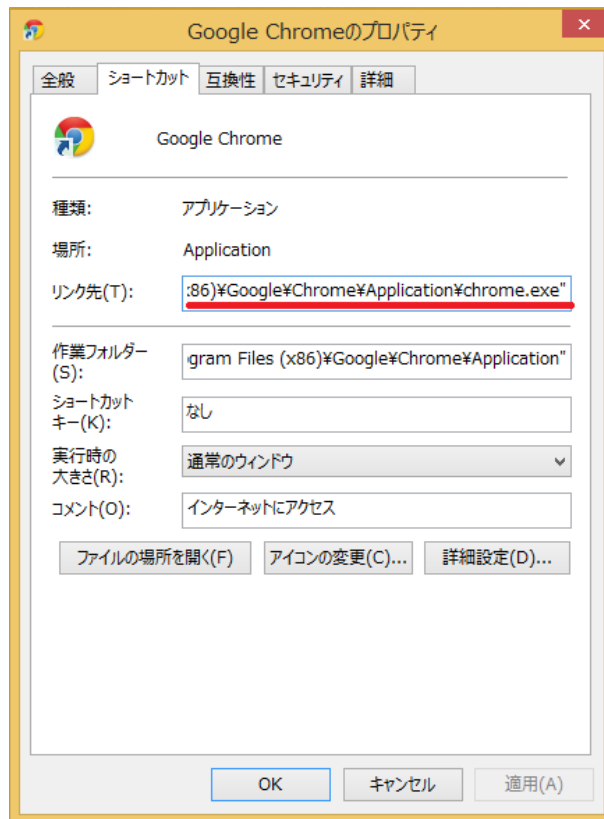 Google Chromeのプロパティ
全般 ショートカット 互換性 セキュリティ 詳細
Google Chrome
種類: アプリケーション
場所: Application
リンク先(T): :86)¥Google¥Chrome¥Application¥chrome.exe"
作業フォルダー
(S): gram Files (x86)¥Google¥Chrome¥Application"
ショートカット
キー(K): なし
実行時の
大きさ(R): 通常のウィンドウ
コメント(O): インターネットにアクセス
ファイルの場所を開く(F) アイコンの変更(C)... 詳細設定(D)...
OK キャンセル 適用(A)